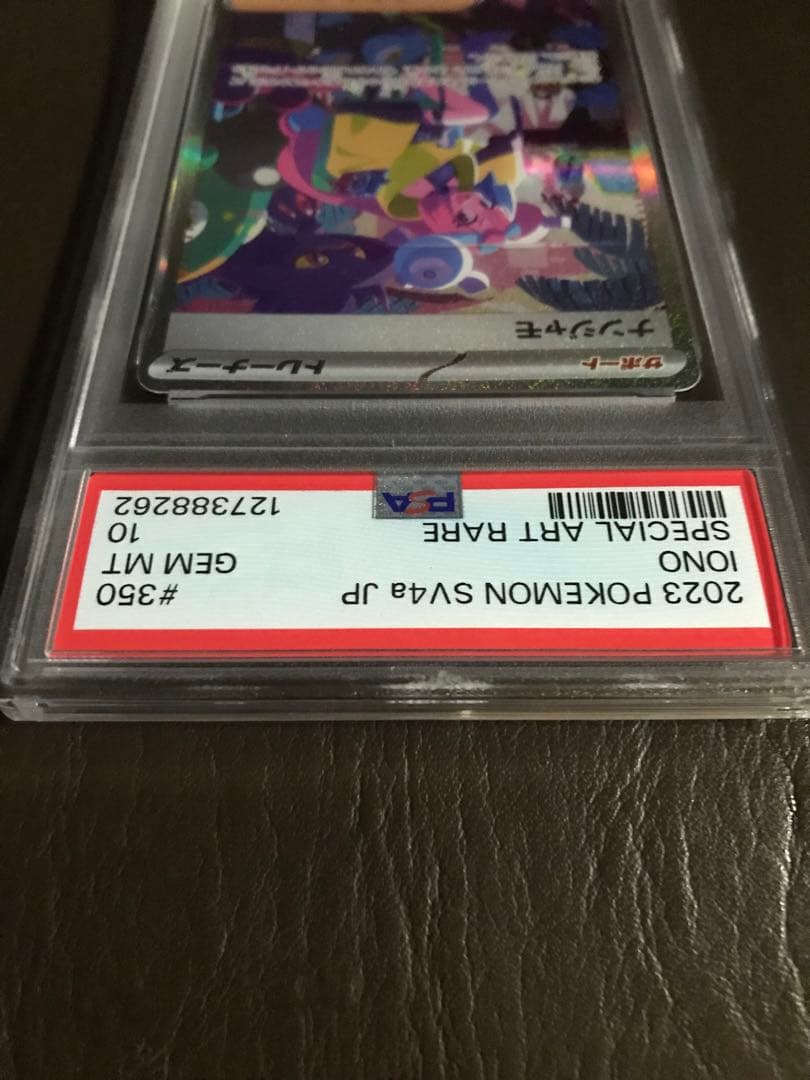 2023 POKEMON SV4a JP #350
IONO GEM MT
SPECIAL ART RARE 10
PSA 127388262
サポート トレーナーズ
ナンジャモ